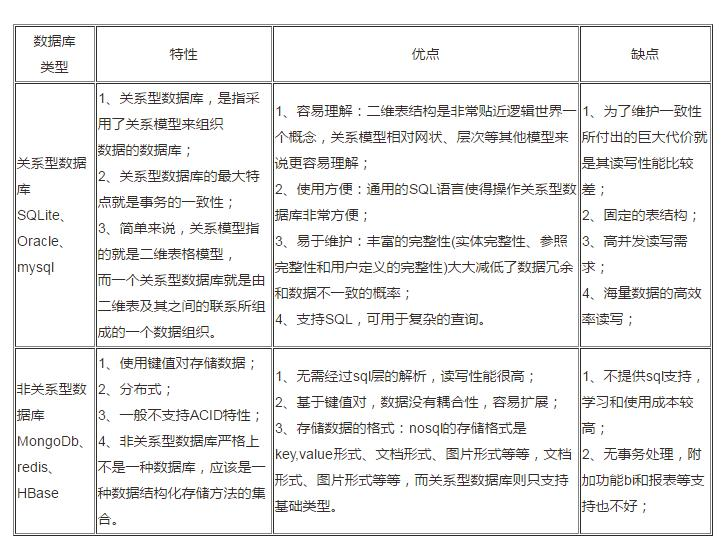 数据库
类型
特性
优点
缺点
关系型数据
库
SQLite、
Oracle、
mysql
1、关系型数据库，是指采
用了关系模型来组织
数据的数据库；
2、关系型数据库的最大特
点就是事务的一致性；
3、简单来说，关系模型指
的就是二维表格模型，
而一个关系型数据库就是由
二维表及其之间的联系所组
成的一个数据组织。
1、容易理解：二维表结构是非常贴近逻辑世界一
个概念，关系模型相对网状、层次等其他模型来
说更容易理解；
2、使用方便：通用的SQL语言使得操作关系型数
据库非常方便；
3、易于维护：丰富的完整性(实体完整性、参照
完整性和用户定义的完整性)大大减低了数据冗余
和数据不一致的概率；
4、支持SQL，可用于复杂的查询。
1、为了维护一致性
所付出的巨大代价就
是其读写性能比较
差；
2、固定的表结构；
3、高并发读写需
求；
4、海量数据的高效
率读写；
非关系型数
据库
MongoDb、
redis、
HBase
1、使用键值对存储数据；
2、分布式；
3、一般不支持ACID特性；
4、非关系型数据库严格上
不是一种数据库，应该是一
种数据结构化存储方法的集
合。
1、无需经过sql层的解析，读写性能很高；
2、基于键值对，数据没有耦合性，容易扩展；
3、存储数据的格式：nosql的存储格式是
key,value形式、文档形式、图片形式等等，文档
形式、图片形式等等，而关系型数据库则只支持
基础类型。
1、不提供sql支持，
学习和使用成本较
高；
2、无事务处理，附
加功能bi和报表等支
持也不好；